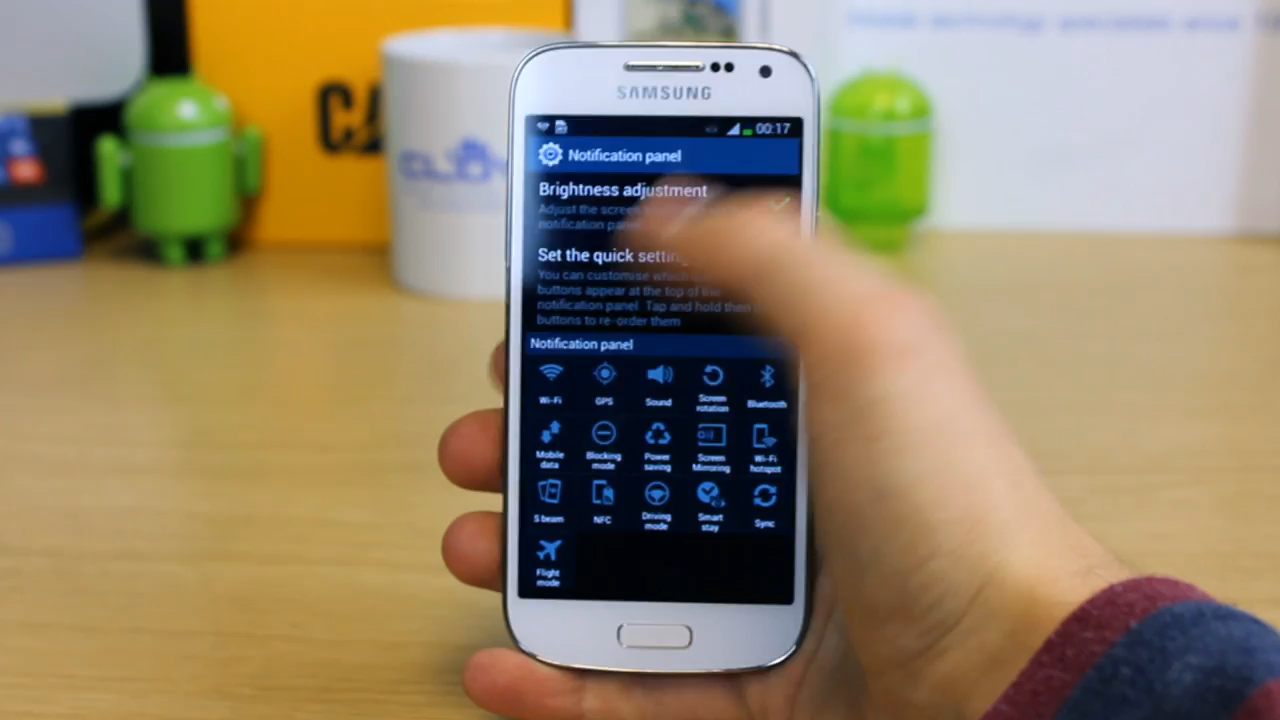 SAMSUNG
00:17
Notification panel
Brightness adjustment
Adjust the screen
notification
Set the quick
You can customise which
buttons appear at the top of the
notification panel. Tap and hold
buttons to re-order them
Notification panel
Wi-Fi GPS Sound Screen rotation Bluetooth
Mobile data Blocking mode Power saving Screen Mirroring Wi-Fi hotspot
S beam NFC Driving mode Smart stay Sync
Flight mode